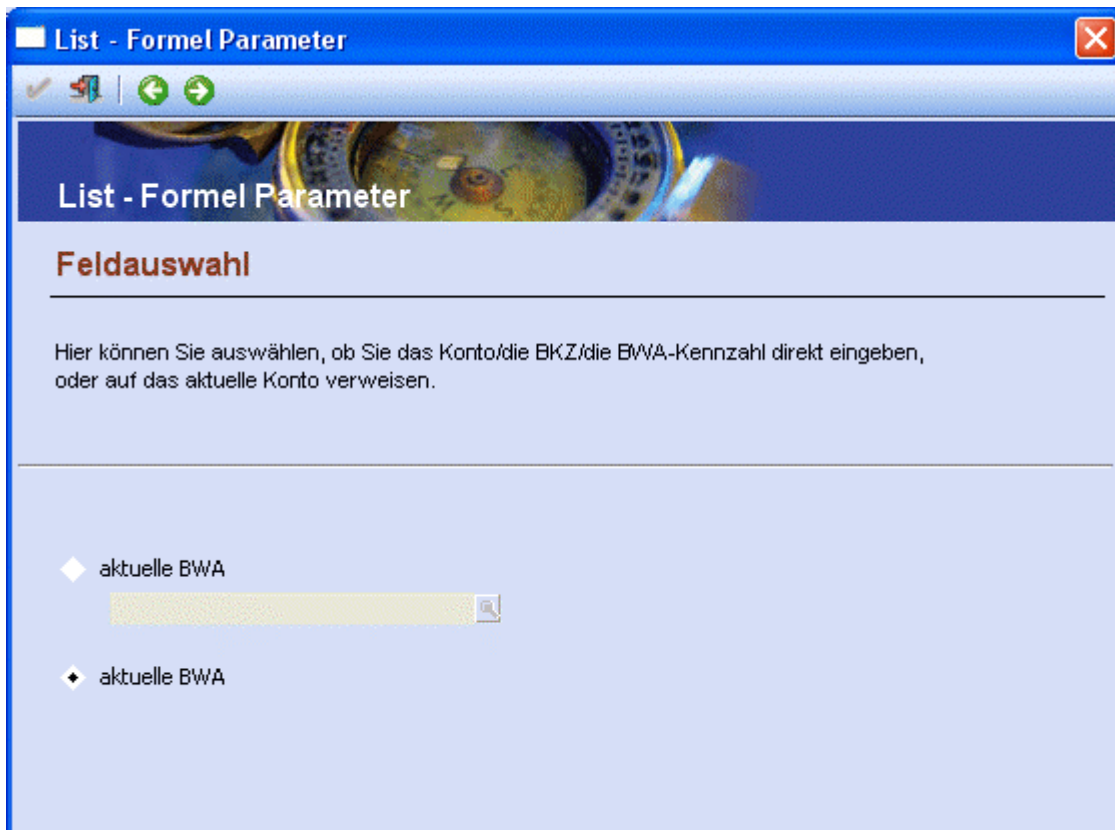 List - Formel Parameter
List - Formel Parameter
Feldauswahl
Hier können Sie auswählen, ob Sie das Konto/die BKZ/die BWA-Kennzahl direkt eingeben,
oder auf das aktuelle Konto verweisen.
aktuelle BWA
aktuelle BWA